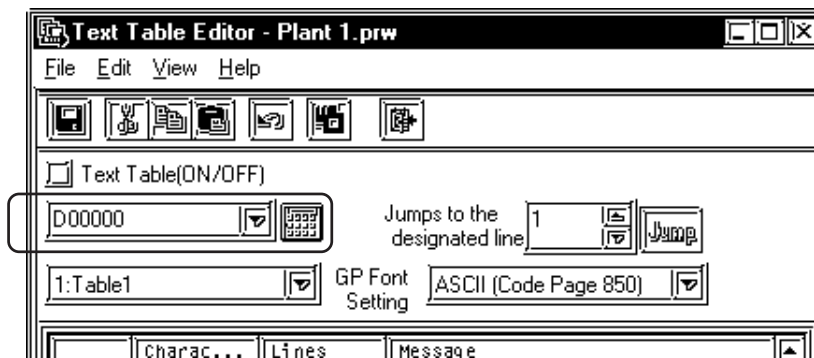 Text Table Editor - Plant 1.prw
File Edit View Help
Text Table(ON/OFF)
D00000
Jumps to the designated line
1
Jump
1:Table1
GP Font Setting
ASCII (Code Page 850)
Charac... Lines Message